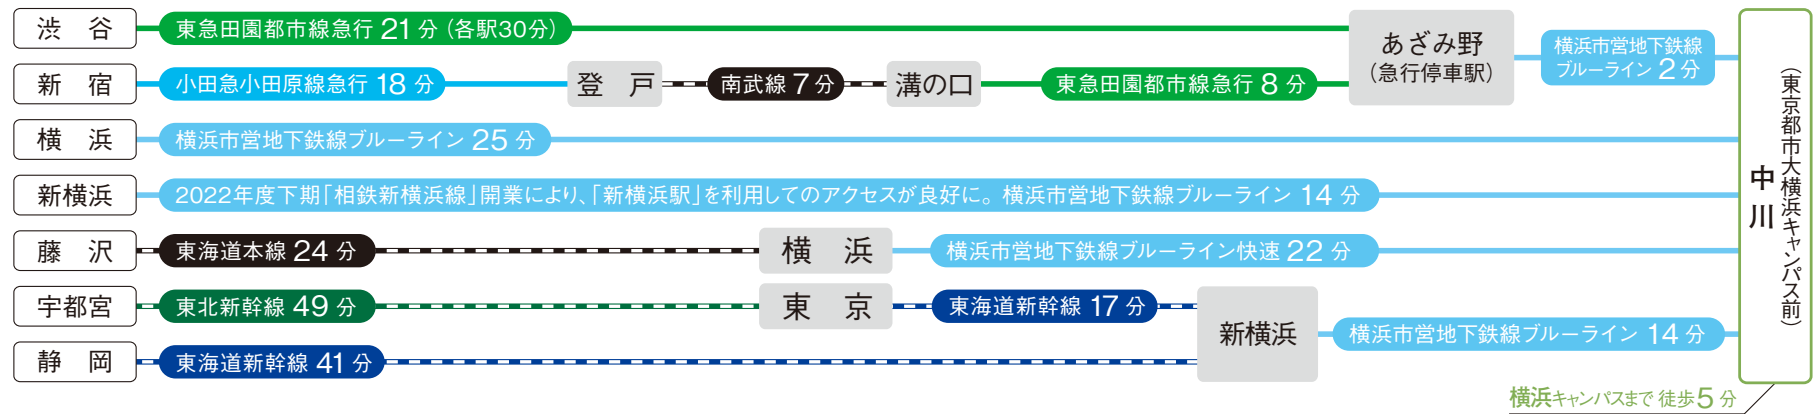 渋 谷 東急田園都市線急行 21 分 (各駅30分) あざみ野
(急行停車駅) 横浜市営地下鉄線
ブルーライン 2 分
新 宿 小田急小田原線急行 18 分 登 戸 南武線 7 分 溝の口 東急田園都市線急行 8 分
横 浜 横浜市営地下鉄線ブルーライン 25 分
新横浜 2022年度下期「相鉄新横浜線」開業により、「新横浜駅」を利用してのアクセスが良好に。横浜市営地下鉄線ブルーライン 14 分
藤 沢 東海道本線 24 分 横 浜 横浜市営地下鉄線ブルーライン快速 22 分
宇都宮 東北新幹線 49 分 東 京 東海道新幹線 17 分 新横浜 横浜市営地下鉄線ブルーライン 14 分
静 岡 東海道新幹線 41 分
中川
(東京都市大横浜キャンパス前)
横浜キャンパスまで 徒歩5 分